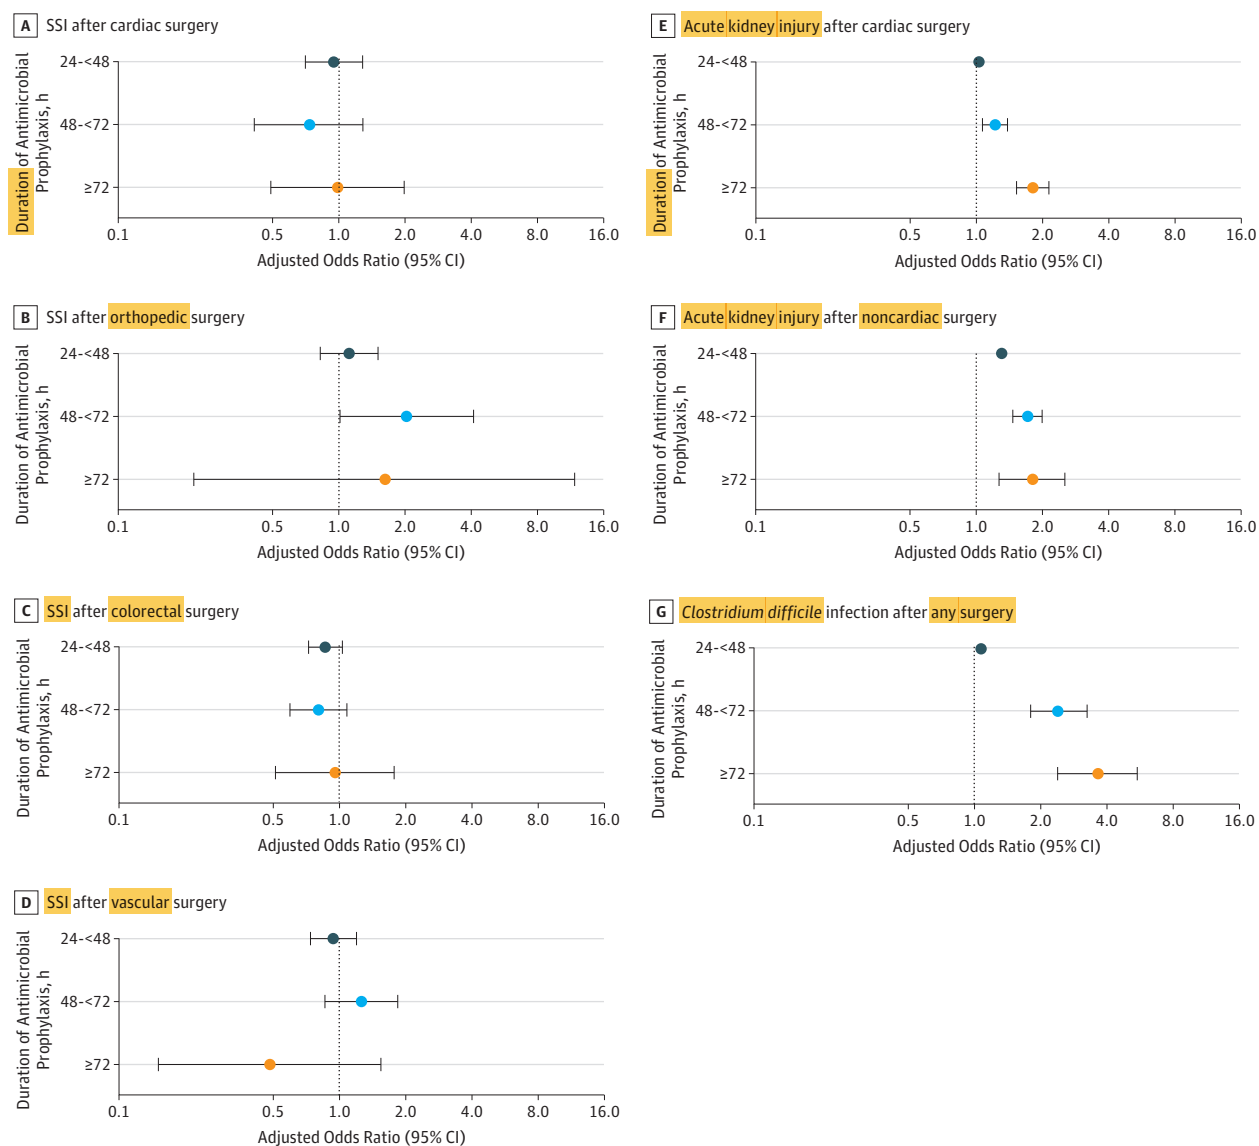 A SSI after cardiac surgery
Duration of Antimicrobial
Prophylaxis, h
24-<48
48-<72
≥72
0.1 0.5 1.0 2.0 4.0 8.0 16.0
Adjusted Odds Ratio (95% CI)
B SSI after orthopedic surgery
Duration of Antimicrobial
Prophylaxis, h
24-<48
48-<72
≥72
0.1 0.5 1.0 2.0 4.0 8.0 16.0
Adjusted Odds Ratio (95% CI)
C SSI after colorectal surgery
Duration of Antimicrobial
Prophylaxis, h
24-<48
48-<72
≥72
0.1 0.5 1.0 2.0 4.0 8.0 16.0
Adjusted Odds Ratio (95% CI)
D SSI after vascular surgery
Duration of Antimicrobial
Prophylaxis, h
24-<48
48-<72
≥72
0.1 0.5 1.0 2.0 4.0 8.0 16.0
Adjusted Odds Ratio (95% CI)
E Acute kidney injury after cardiac surgery
Duration of Antimicrobial
Prophylaxis, h
24-<48
48-<72
≥72
0.1 0.5 1.0 2.0 4.0 8.0 16.0
Adjusted Odds Ratio (95% CI)
F Acute kidney injury after noncardiac surgery
Duration of Antimicrobial
Prophylaxis, h
24-<48
48-<72
≥72
0.1 0.5 1.0 2.0 4.0 8.0 16.0
Adjusted Odds Ratio (95% CI)
G Clostridium difficile infection after any surgery
Duration of Antimicrobial
Prophylaxis, h
24-<48
48-<72
≥72
0.1 0.5 1.0 2.0 4.0 8.0 16.0
Adjusted Odds Ratio (95% CI)